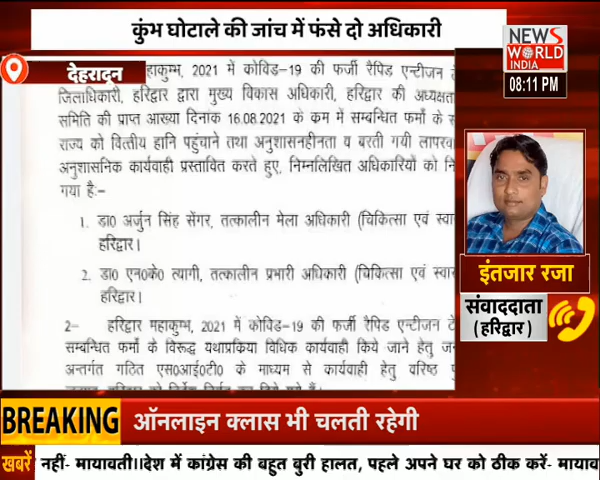 कुंभ घोटाले की जांच में फंसे दो अधिकारी
NEWS
WORLD
INDIA
08:11 PM
देहरादून
महाकुम्भ, 2021 में कोविड-19 की फर्जी रैपिड एन्टीजन
जिलाधिकारी, हरिद्वार द्वारा मुख्य विकास अधिकारी, हरिद्वार की अध्यक्षता
समिति की प्राप्त आख्या दिनांक 16.08.2021 के क्रम में सम्बन्धित फर्मों के
राज्य को वित्तीय हानि पहुंचाने तथा अनुशासनहीनता व बरती गयी
अनुशासनिक कार्यवाही प्रस्तावित करते हुए, निम्नलिखित अधिकारियों को
गया है:-
1. डा0 अर्जुन सिंह सेंगर, तत्कालीन मेला अधिकारी (चिकित्सा एवं
हरिद्वार।
2. डा0 एन0के0 त्यागी, तत्कालीन प्रभारी अधिकारी (चिकित्सा एवं
हरिद्वार।
2- हरिद्वार महाकुम्भ, 2021 में कोविड-19 की फर्जी रैपिड एन्टीजन
सम्बन्धित फर्मों के विरूद्ध यथाप्रक्रिया विधिक कार्यवाही किये जाने हेतु
अन्तर्गत गठित एस0आई0टी0 के माध्यम से कार्यवाही हेतु वरिष्ठ
इंतजार रजा
संवाददाता
(हरिद्वार)
BREAKING
ऑनलाइन क्लास भी चलती रहेगी
खबरें
नहीं- मायावती।।देश में कांग्रेस की बहुत बुरी हालत, पहले अपने घर को ठीक करें- मायाव